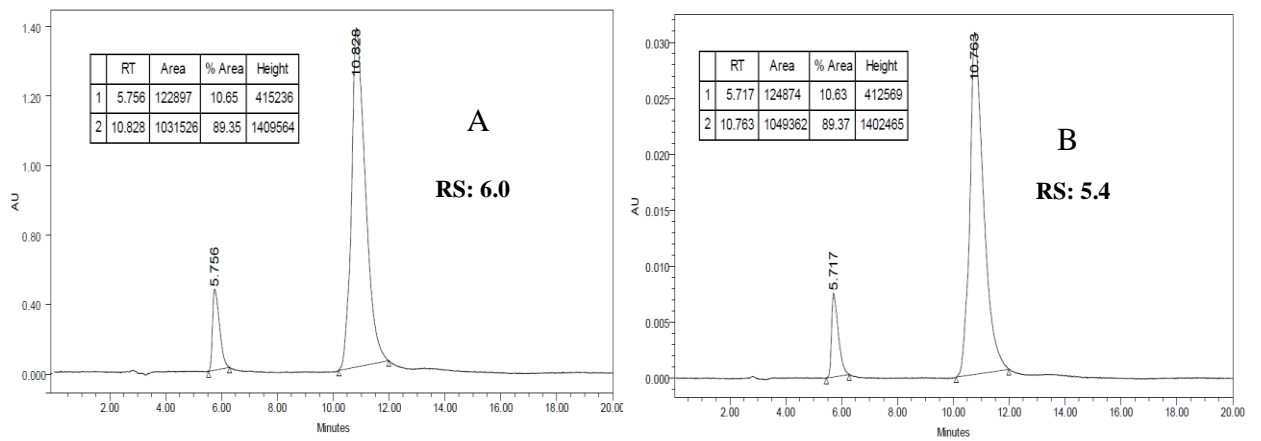 1.40
1.20
1.00
0.80
0.60
0.40
0.20
0.000
AU
RT Area % Area Height
1 5.756 122897 10.65 415236
2 10.828 1031526 89.35 1409564
5.756
10.828
A
RS: 6.0
2.00 4.00 6.00 8.00 10.00 12.00 14.00 16.00 18.00 20.00
Minutes
0.030
0.025
0.020
0.015
0.010
0.005
0.000
AU
RT Area % Area Height
1 5.717 124874 10.63 412569
2 10.763 1049362 89.37 1402465
5.717
10.763
B
RS: 5.4
2.00 4.00 6.00 8.00 10.00 12.00 14.00 16.00 18.00 20.00
Minutes